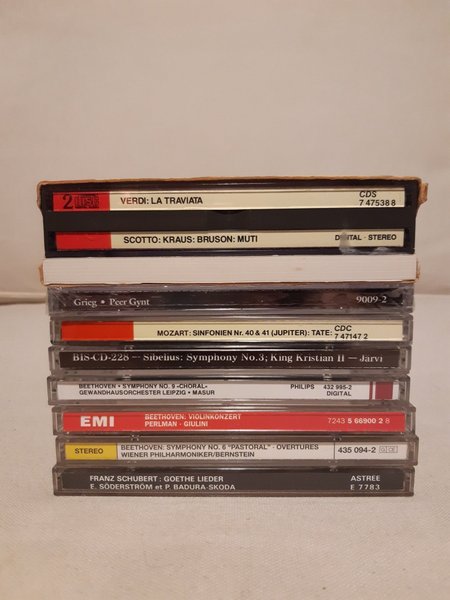 2 VERDI: LA TRAVIATA CDS
7 47538 8
SCOTTO: KRAUS: BRUSON: MUTI DIGITAL · STEREO
Grieg • Peer Gynt 9009-2
MOZART: SINFONIEN Nr. 40 & 41 (JUPITER): TATE: CDC
7 47147 2
BIS-CD-228 — Sibelius: Symphony No.3; King Kristian II — Järvi
BEETHOVEN · SYMPHONY NO. 9 «CHORAL» PHILIPS 432 995-2
GEWANDHAUSORCHESTER LEIPZIG · MASUR DIGITAL
EMI BEETHOVEN: VIOLINKONZERT
PERLMAN · GIULINI 7243 5 66900 2 8
STEREO BEETHOVEN: SYMPHONY NO. 6 "PASTORAL" · OVERTURES 435 094-2
WIENER PHILHARMONIKER/BERNSTEIN
FRANZ SCHUBERT: GOETHE LIEDER ASTREE
E. SÖDERSTRÖM et P. BADURA-SKODA E 7783